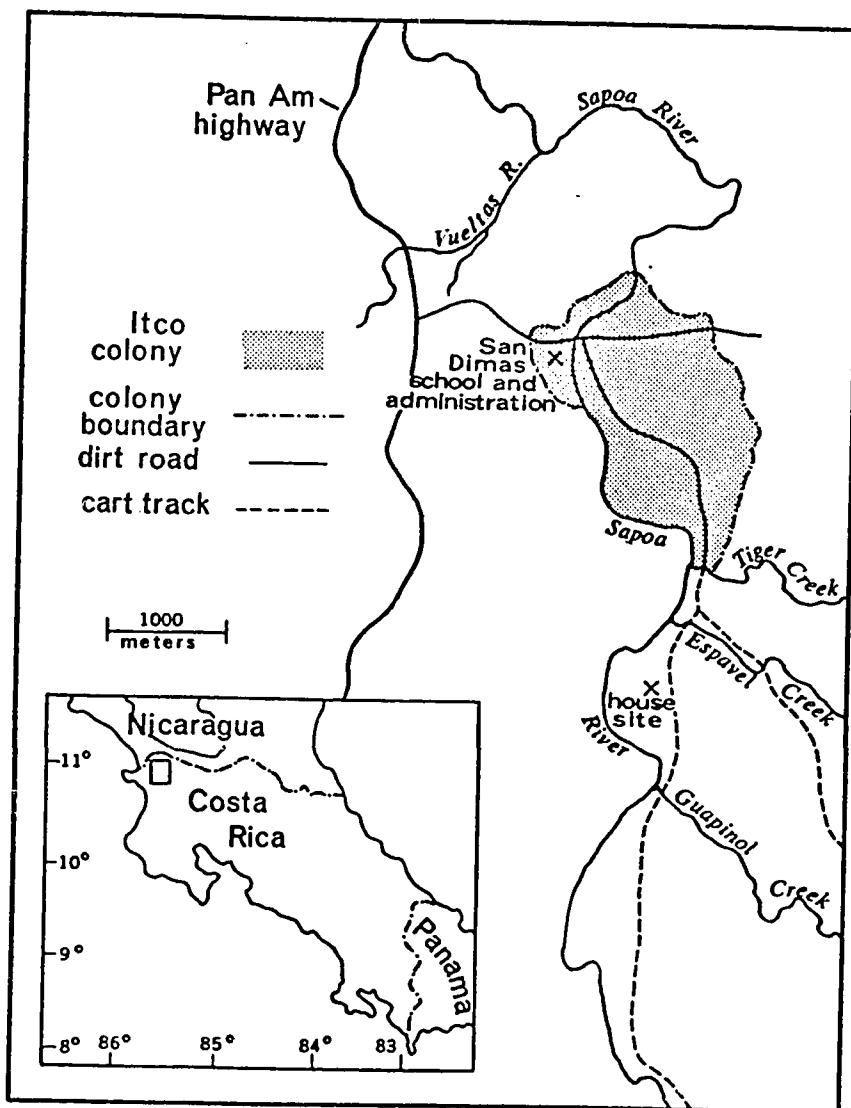 Pan Am
highway
Sapoa
River
Vueltas R.
Itco
colony
colony
boundary
dirt road
cart track
San
Dimas
school and
administration
Sapoa
Tiger Creek
1000
meters
Espavel
Creek
house
site
River
Guapinol
Creek
Nicaragua
Costa
Rica
Panama
11°
10°
9°
8°
86°
85°
84°
83